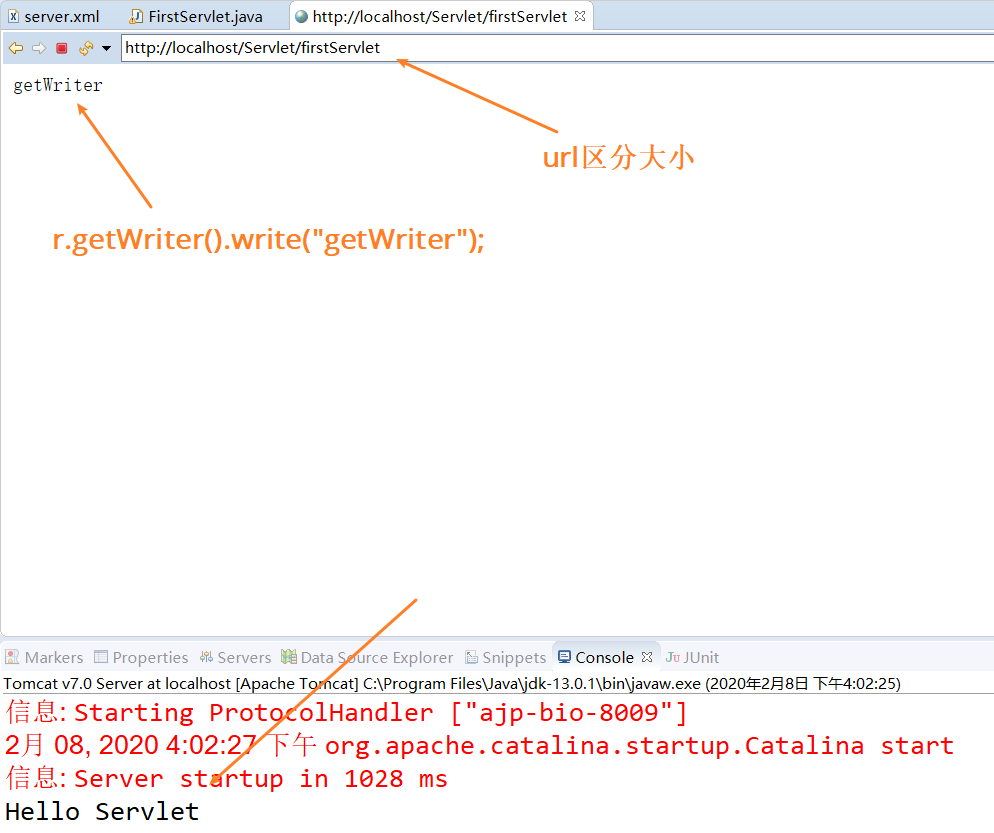 server.xml FirstServlet.java http://localhost/Servlet/firstServlet
http://localhost/Servlet/firstServlet
getWriter
url区分大小
r.getWriter().write("getWriter");
Markers Properties Servers Data Source Explorer Snippets Console JUnit
Tomcat v7.0 Server at localhost [Apache Tomcat] C:\Program Files\Java\jdk-13.0.1\bin\javaw.exe (2020年2月8日 下午4:02:25)
信息: Starting ProtocolHandler ["ajp-bio-8009"]
2月 08, 2020 4:02:27 下午 org.apache.catalina.startup.Catalina start
信息: Server startup in 1028 ms
Hello Servlet